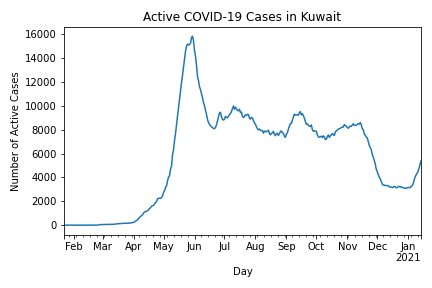 Active COVID-19 Cases in Kuwait
Number of Active Cases
16000
14000
12000
10000
8000
6000
4000
2000
0
Feb Mar Apr May Jun Jul Aug Sep Oct Nov Dec Jan
2021
Day